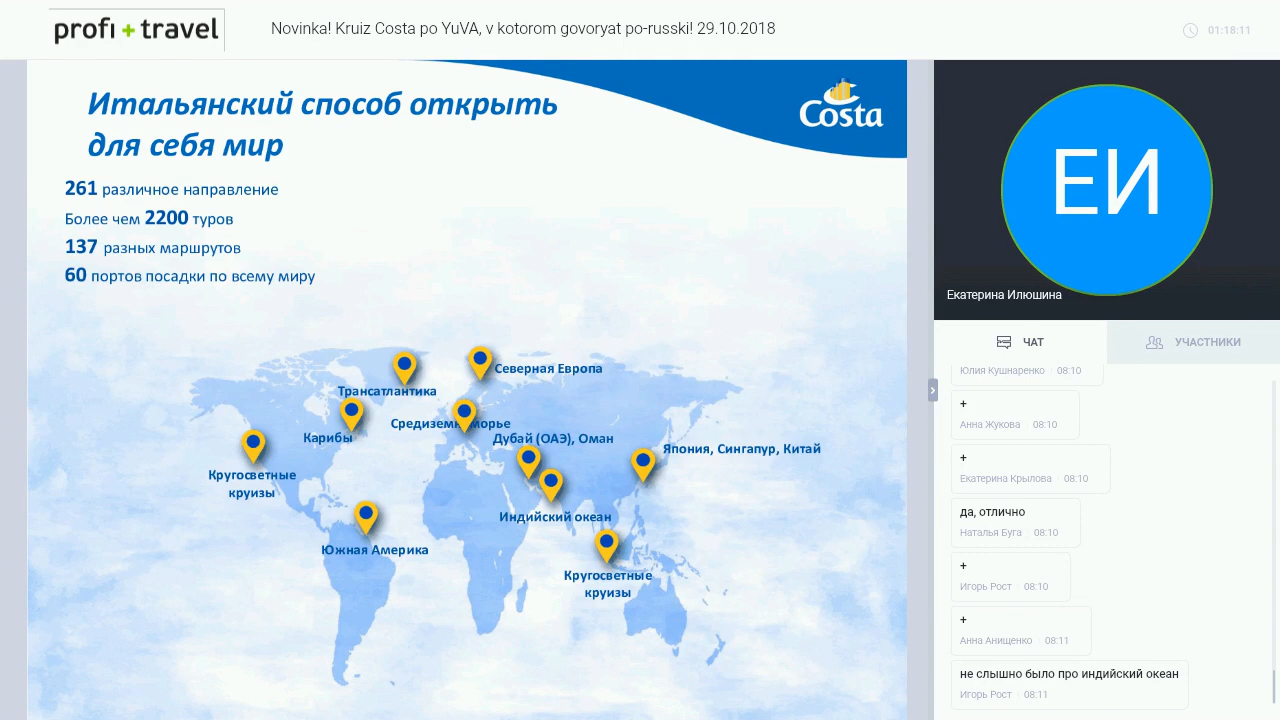 profi + travel
Novinka! Kruiz Costa po YuVA, v kotorom govoryat po-russki! 29.10.2018
01:18:11
Итальянский способ открыть
для себя мир
Costa
261 различное направление
Более чем 2200 туров
137 разных маршрутов
60 портов посадки по всему миру
Северная Европа
Трансатлантика
Средиземноморье
Карибы
Дубай (ОАЭ), Оман
Япония, Сингапур, Китай
Кругосветные
круизы
Индийский океан
Южная Америка
Кругосветные
круизы
ЕИ
Екатерина Илюшина
ЧАТ
УЧАСТНИКИ
Юлия Кушнаренко · 08:10
+
Анна Жукова · 08:10
+
Екатерина Крылова · 08:10
да, отлично
Наталья Буга · 08:10
+
Игорь Рост · 08:10
+
Анна Анищенко · 08:11
не слышно было про индийский океан
Игорь Рост · 08:11